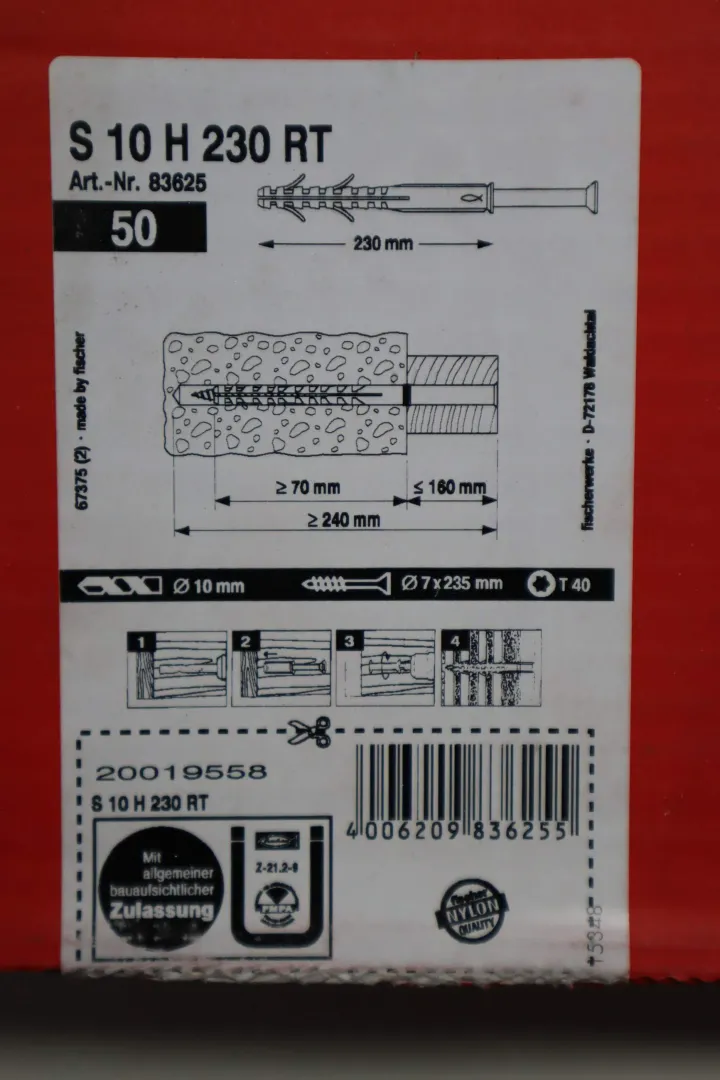 S 10 H 230 RT
Art.-Nr. 83625
50
230 mm
67375 (2) · made by fischer
fischerwerke · D-72178 Waldachtal
≥ 70 mm
≤ 160 mm
≥ 240 mm
Ø 10 mm
Ø 7 x 235 mm
T 40
1
2
3
4
20019558
S 10 H 230 RT
4 006209 836255
Mit
allgemeiner
bauaufsichtlicher
Zulassung
Z-21.2-9
FMPA
fischer
NYLON
QUALITY
15348